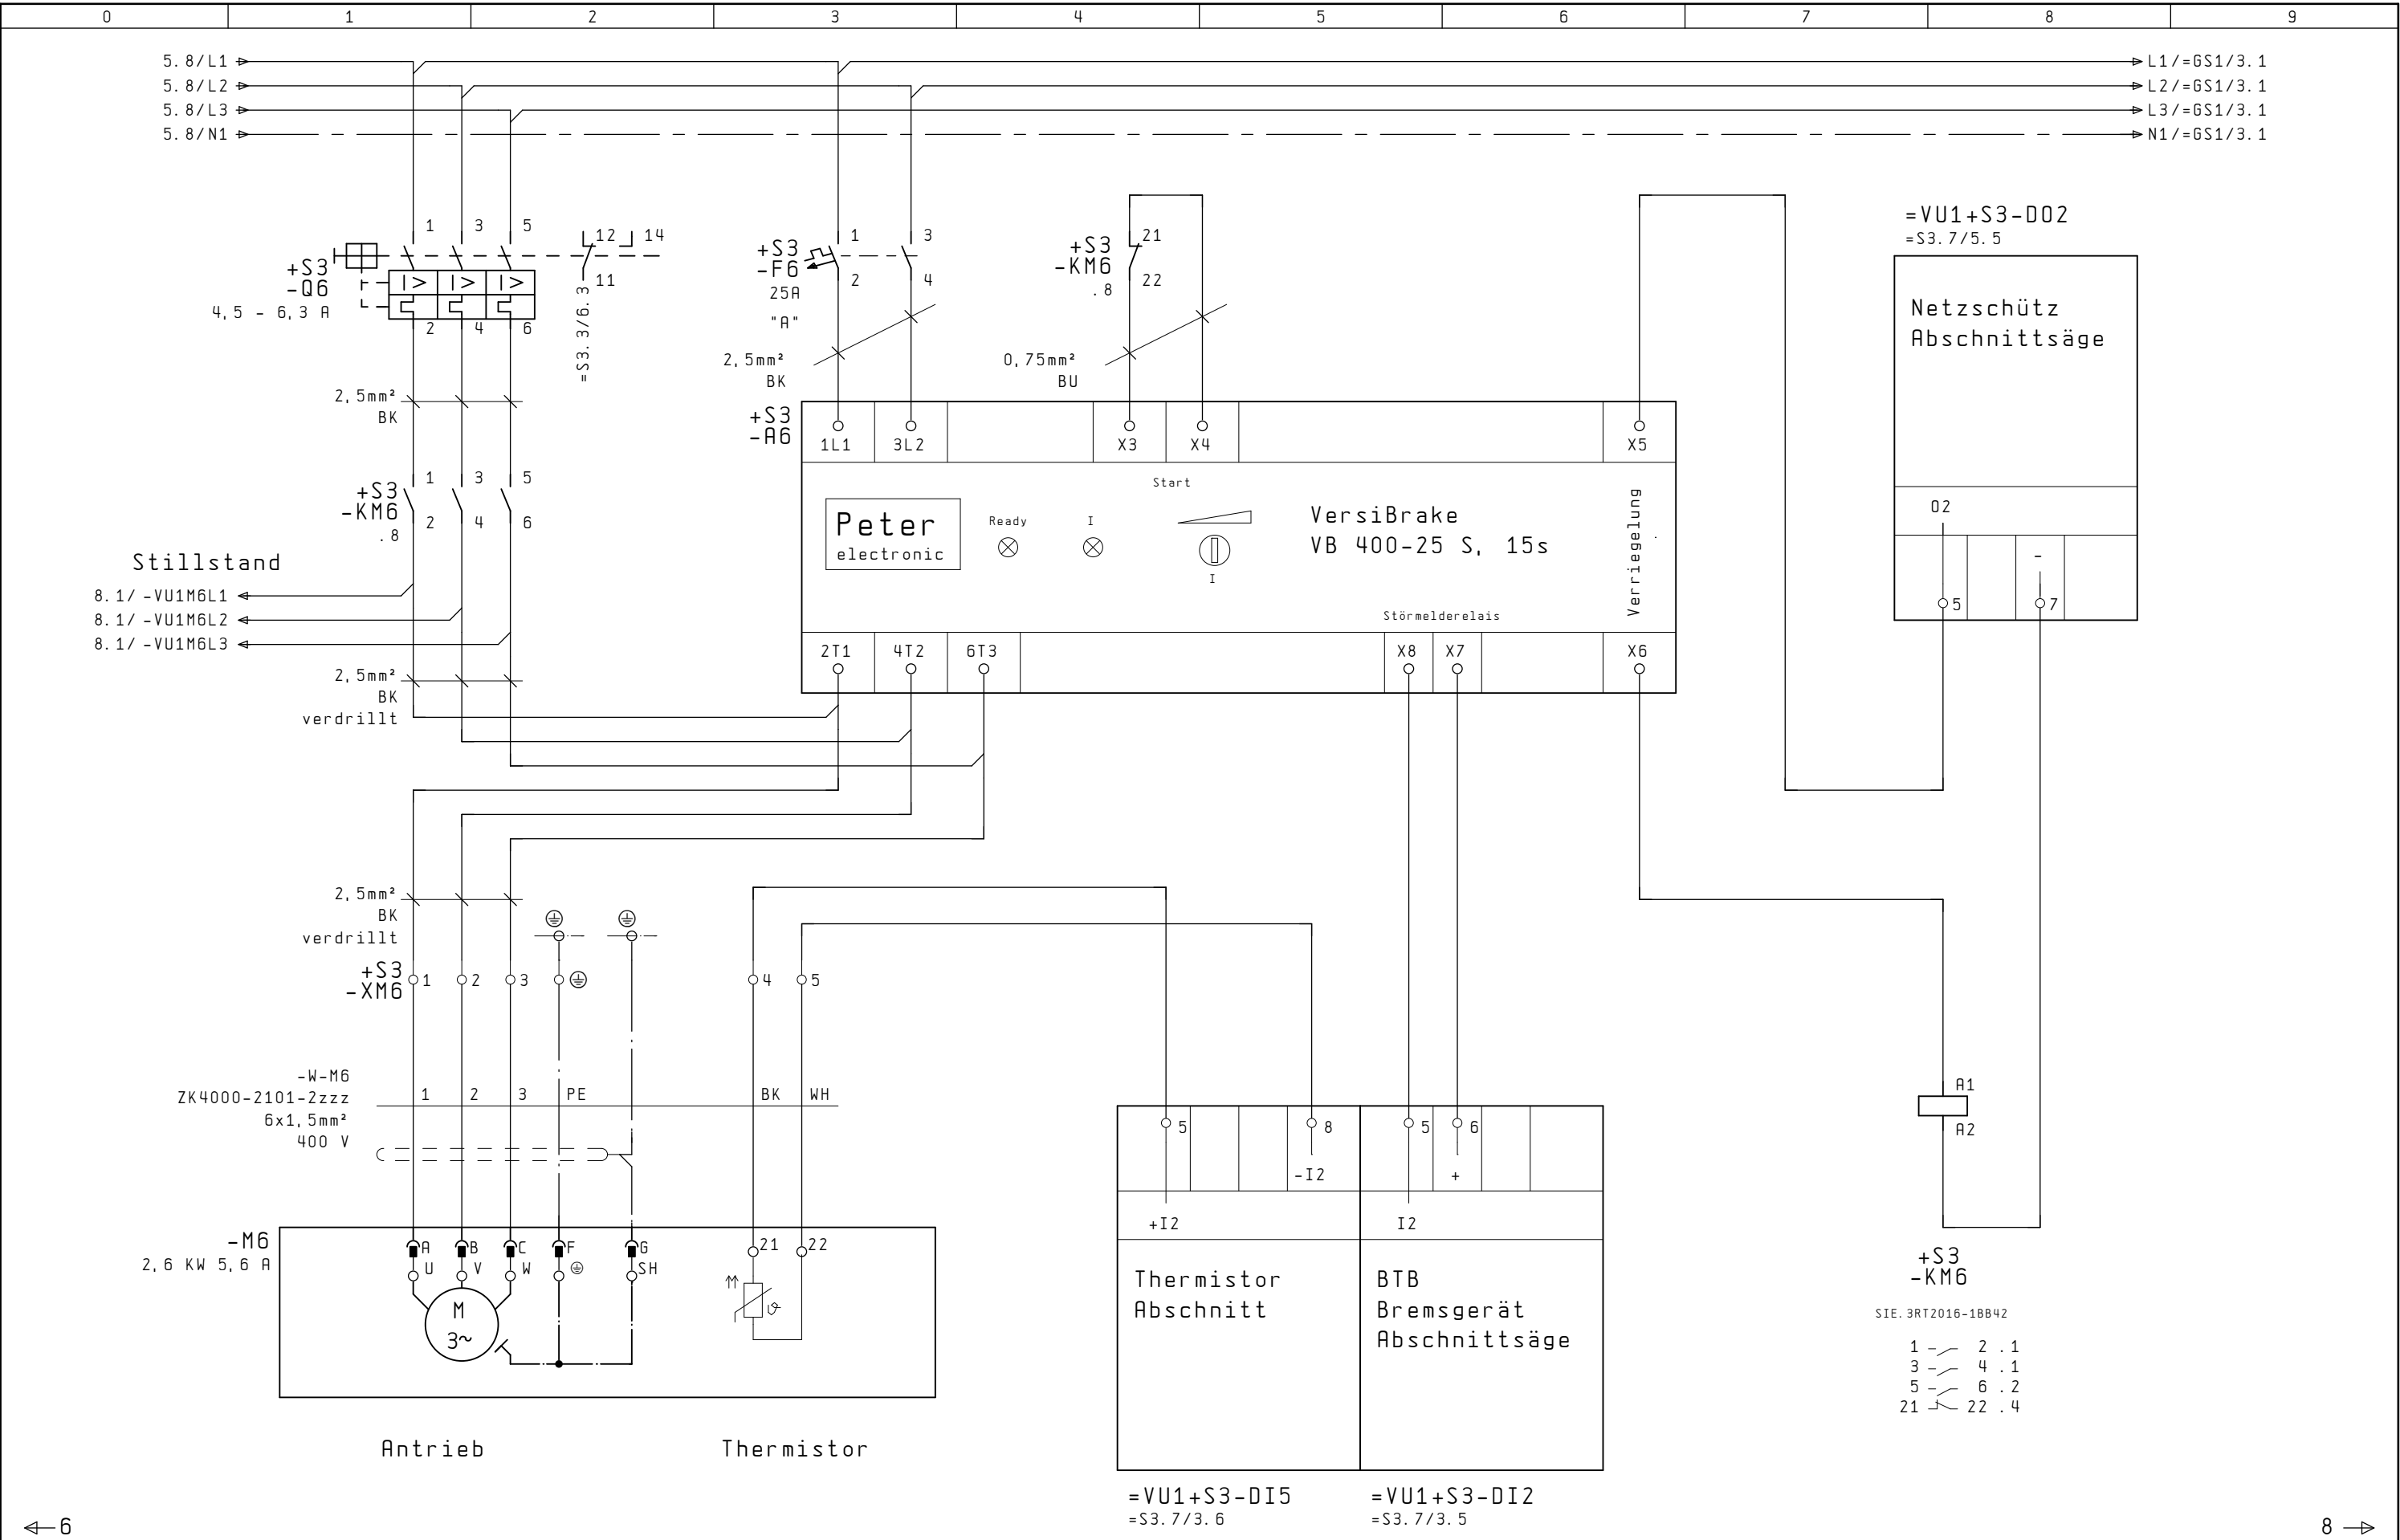 0 1 2 3 4 5 6 7 8 9
5.8/L1
5.8/L2
5.8/L3
5.8/N1
L1/=GS1/3.1
L2/=GS1/3.1
L3/=GS1/3.1
N1/=GS1/3.1
+S3
-Q6
4,5 - 6,3 A
1 3 5
I> I> I>
2 4 6
12 14
11
=S3.3/6.3
+S3
-F6
25A
"A"
1 3
2 4
2,5mm²
BK
+S3
-KM6
.8
21
22
0,75mm²
BU
=VU1+S3-DO2
=S3.7/5.5
Netzschütz
Abschnittsäge
O2
-
5 7
2,5mm²
BK
+S3
-KM6
.8
1 3 5
2 4 6
Stillstand
8.1/ -VU1M6L1
8.1/ -VU1M6L2
8.1/ -VU1M6L3
2,5mm²
BK
verdrillt
+S3
-A6
1L1 3L2 X3 X4 X5
Start
Peter
electronic
Ready I
I
VersiBrake
VB 400-25 S, 15s
Verriegelung
Störmelderelais
2T1 4T2 6T3 X8 X7 X6
2,5mm²
BK
verdrillt
+S3
-XM6
1 2 3 4 5
-W-M6
ZK4000-2101-2zzz
6x1,5mm²
400 V
1 2 3 PE BK WH
-M6
2,6 KW 5,6 A
A B C F G
U V W SH
21 22
M
3~
ϑ
Antrieb
Thermistor
5 8 5 6
-I2 +
+I2 I2
Thermistor
Abschnitt
BTB
Bremsgerät
Abschnittsäge
=VU1+S3-DI5
=S3.7/3.6
=VU1+S3-DI2
=S3.7/3.5
A1
A2
+S3
-KM6
SIE.3RT2016-1BB42
1 2 .1
3 4 .1
5 6 .2
21 22 .4
6
8